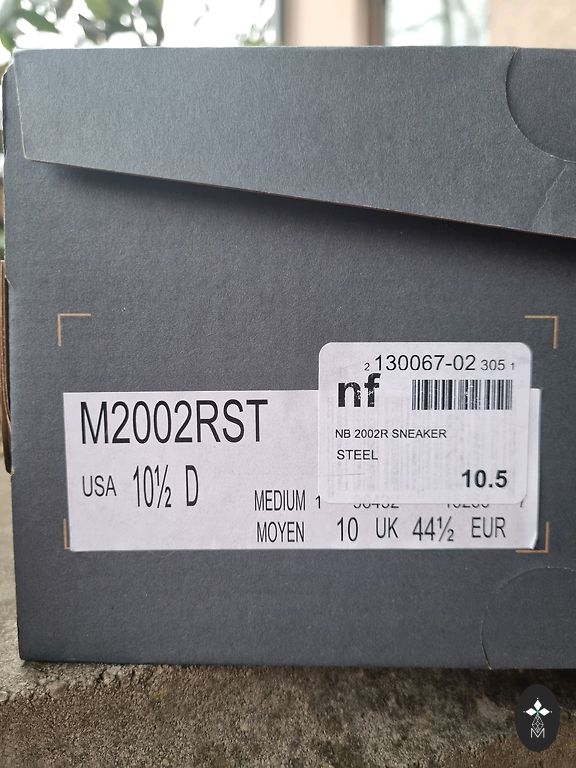 2 130067-02 305 1
nf
NB 2002R SNEAKER
STEEL
10.5
M2002RST
USA 10½ D
MEDIUM 1
MOYEN 10 UK 44½ EUR
M